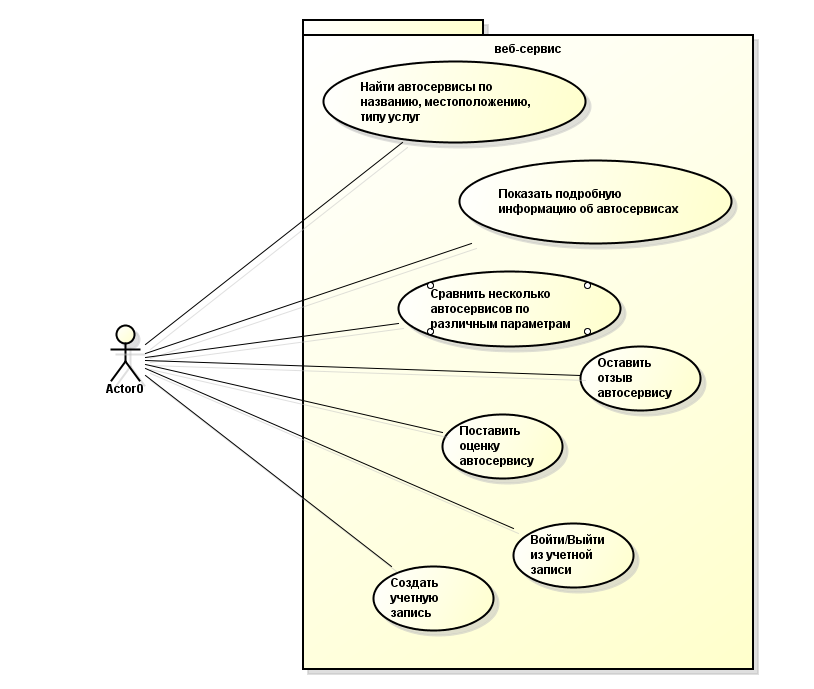 веб-сервис
Найти автосервисы по
названию, местоположению,
типу услуг
Показать подробную
информацию об автосервисах
Сравнить несколько
автосервисов по
различным параметрам
Оставить
отзыв
автосервису
Actor0
Поставить
оценку
автосервису
Войти/Выйти
из учетной
записи
Создать
учетную
запись